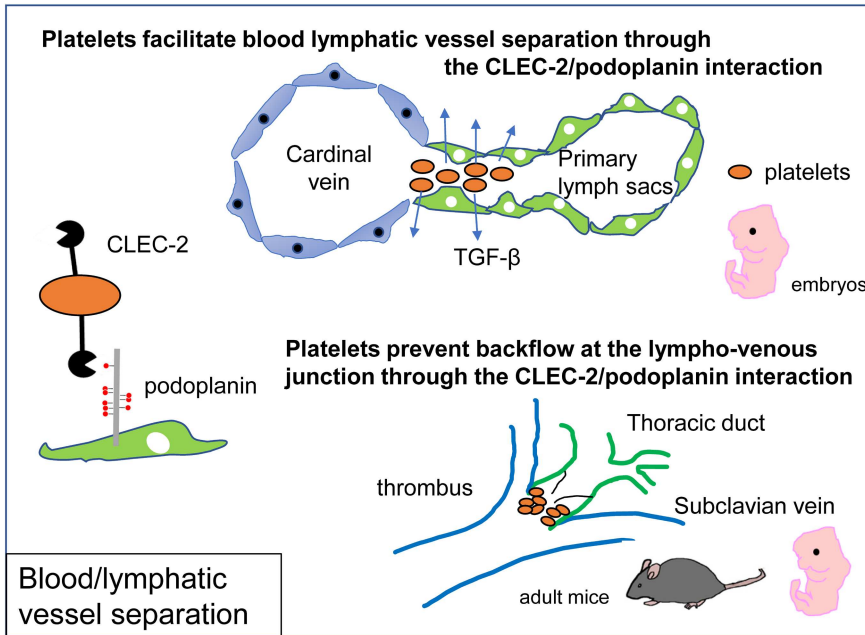 Platelets facilitate blood lymphatic vessel separation through
the CLEC-2/podoplanin interaction
Cardinal
vein
Primary
lymph sacs
platelets
TGF-β
embryos
CLEC-2
podoplanin
Platelets prevent backflow at the lympho-venous
junction through the CLEC-2/podoplanin interaction
Thoracic duct
thrombus
Subclavian vein
adult mice
Blood/lymphatic
vessel separation